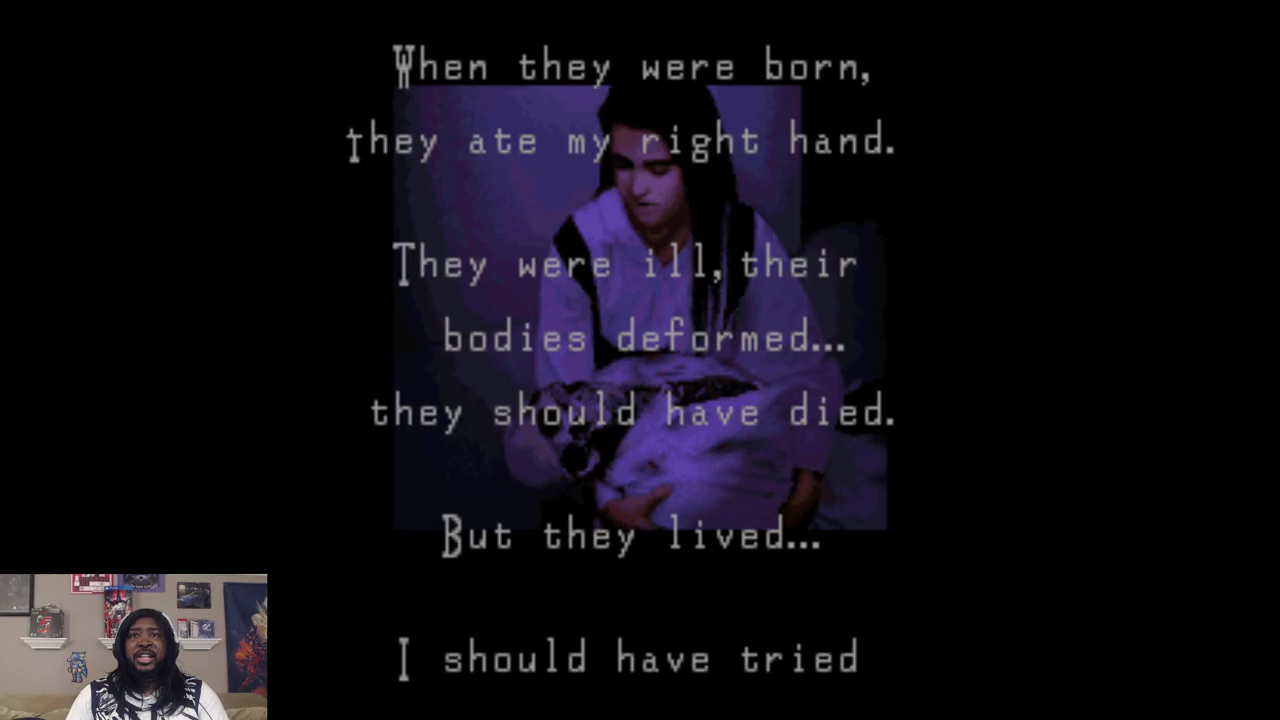 When they were born,
they ate my right hand.
They were ill, their
bodies deformed...
they should have died.
But they lived...
I should have tried